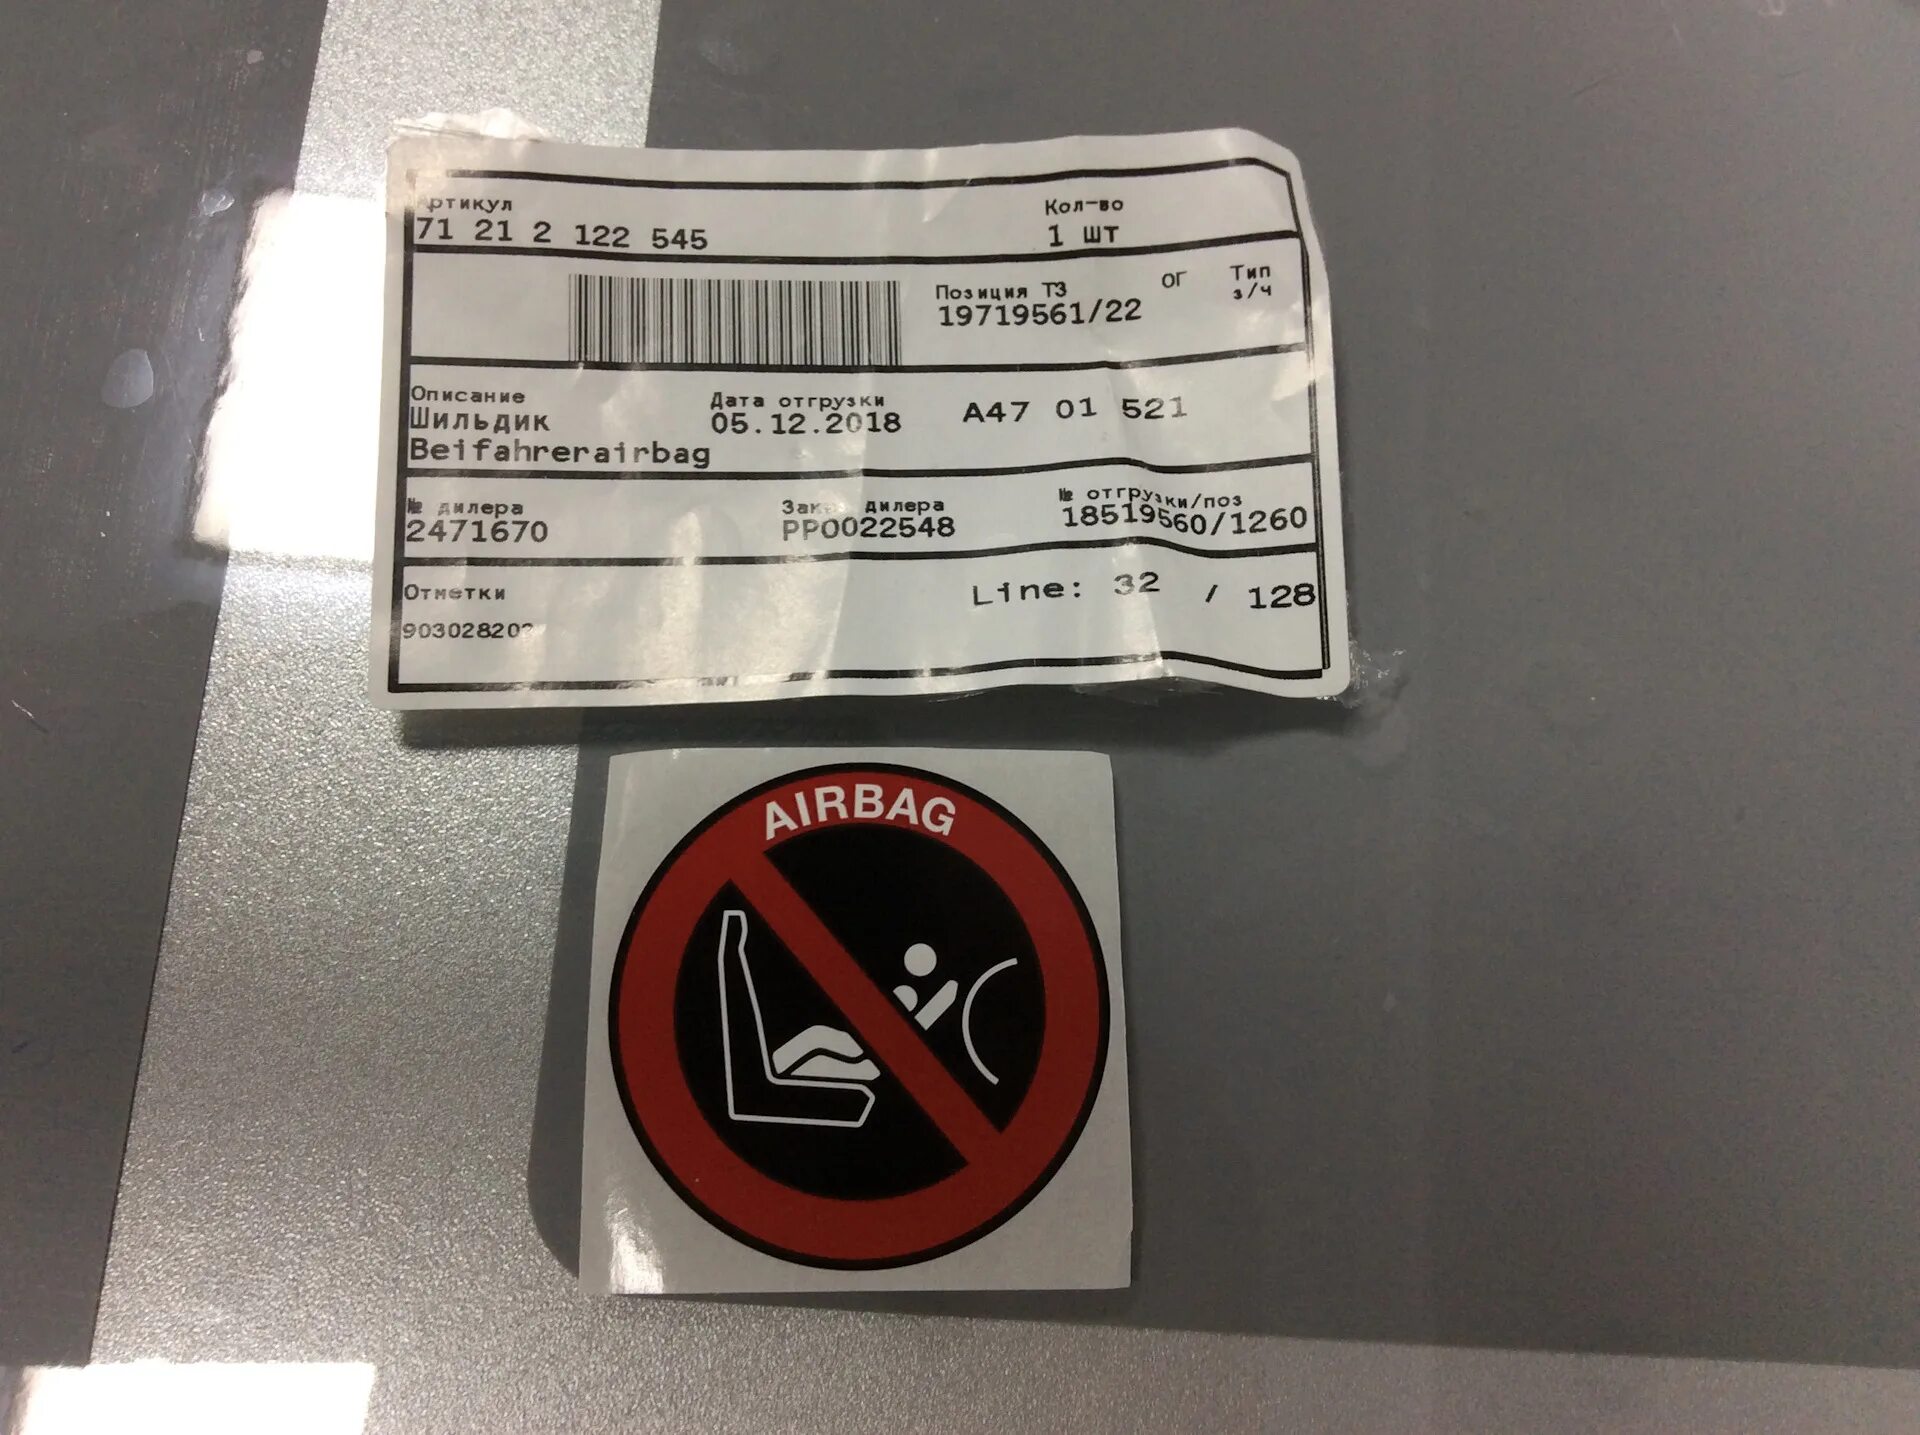 Артикул
71 21 2 122 545
Кол-во
1 шт
Позиция ТЗ
19719561/22
ОГ
Тип
з/ч
Описание
Шильдик
Beifahrerairbag
Дата отгрузки
05.12.2018
A47 01 521
№ дилера
2471670
Заказ дилера
PP0022548
№ отгрузки/поз
18519560/1260
Отметки
Line: 32 / 128
AIRBAG